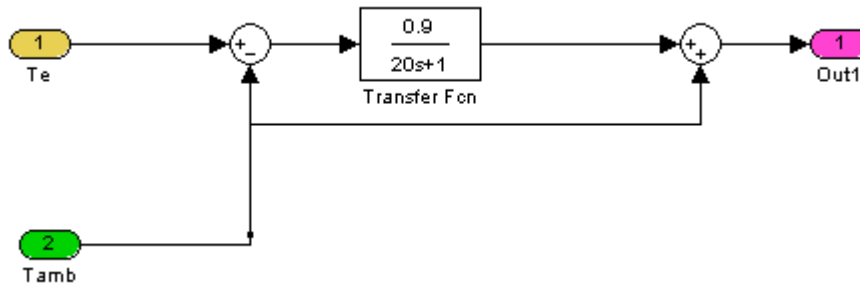 1
Te
+
−
0.9
20s+1
Transfer Fcn
+
+
1
Out1
2
Tamb